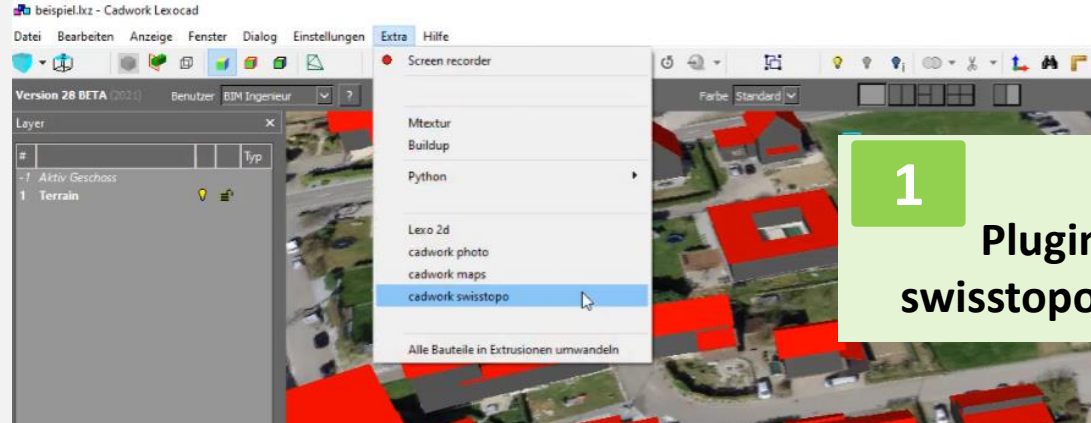 beispiel.lxz - Cadwork Lexocad
Datei Bearbeiten Anzeige Fenster Dialog Einstellungen Extra Hilfe
Version 28 BETA (2021) Benutzer BIM Ingenieur ? Farbe Standard
Layer ×
# Typ
-1 Aktiv Geschoss
1 Terrain
Screen recorder
Mtextur
Buildup
Python
Lexo 2d
cadwork photo
cadwork maps
cadwork swisstopo
Alle Bauteile in Extrusionen umwandeln
1
Plugin
swisstopo